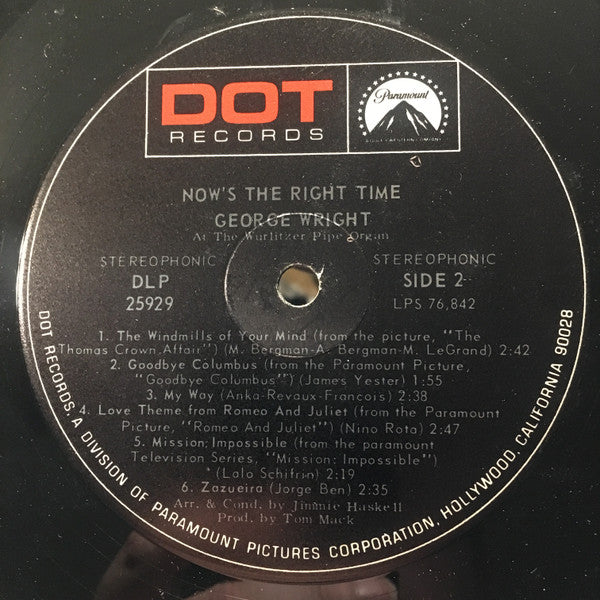 DOT
RECORDS
Paramount
NOW'S THE RIGHT TIME
GEORGE WRIGHT
At The Wurlitzer Pipe Organ
STEREOPHONIC
DLP
25929
STEREOPHONIC
SIDE 2
LPS 76,842
1. The Windmills of Your Mind (from the picture, "The
Thomas Crown Affair") (M. Bergman-A. Bergman-M. LeGrand) 2:42
2. Goodbye Columbus (from the Paramount Picture,
"Goodbye Columbus") (James Yester) 1:55
3. My Way (Anka-Revaux-Francois) 2:38
4. Love Theme from Romeo And Juliet (from the Paramount
Picture, "Romeo And Juliet") (Nino Rota) 2:47
5. Mission: Impossible (from the paramount
Television Series, "Mission: Impossible")
(Lalo Schifrin) 2:19
6. Zazueira (Jorge Ben) 2:35
Arr. & Cond. by Jimmie Haskell
Prod. by Tom Mack
DOT RECORDS, A DIVISION OF PARAMOUNT PICTURES CORPORATION, HOLLYWOOD, CALIFORNIA 90028